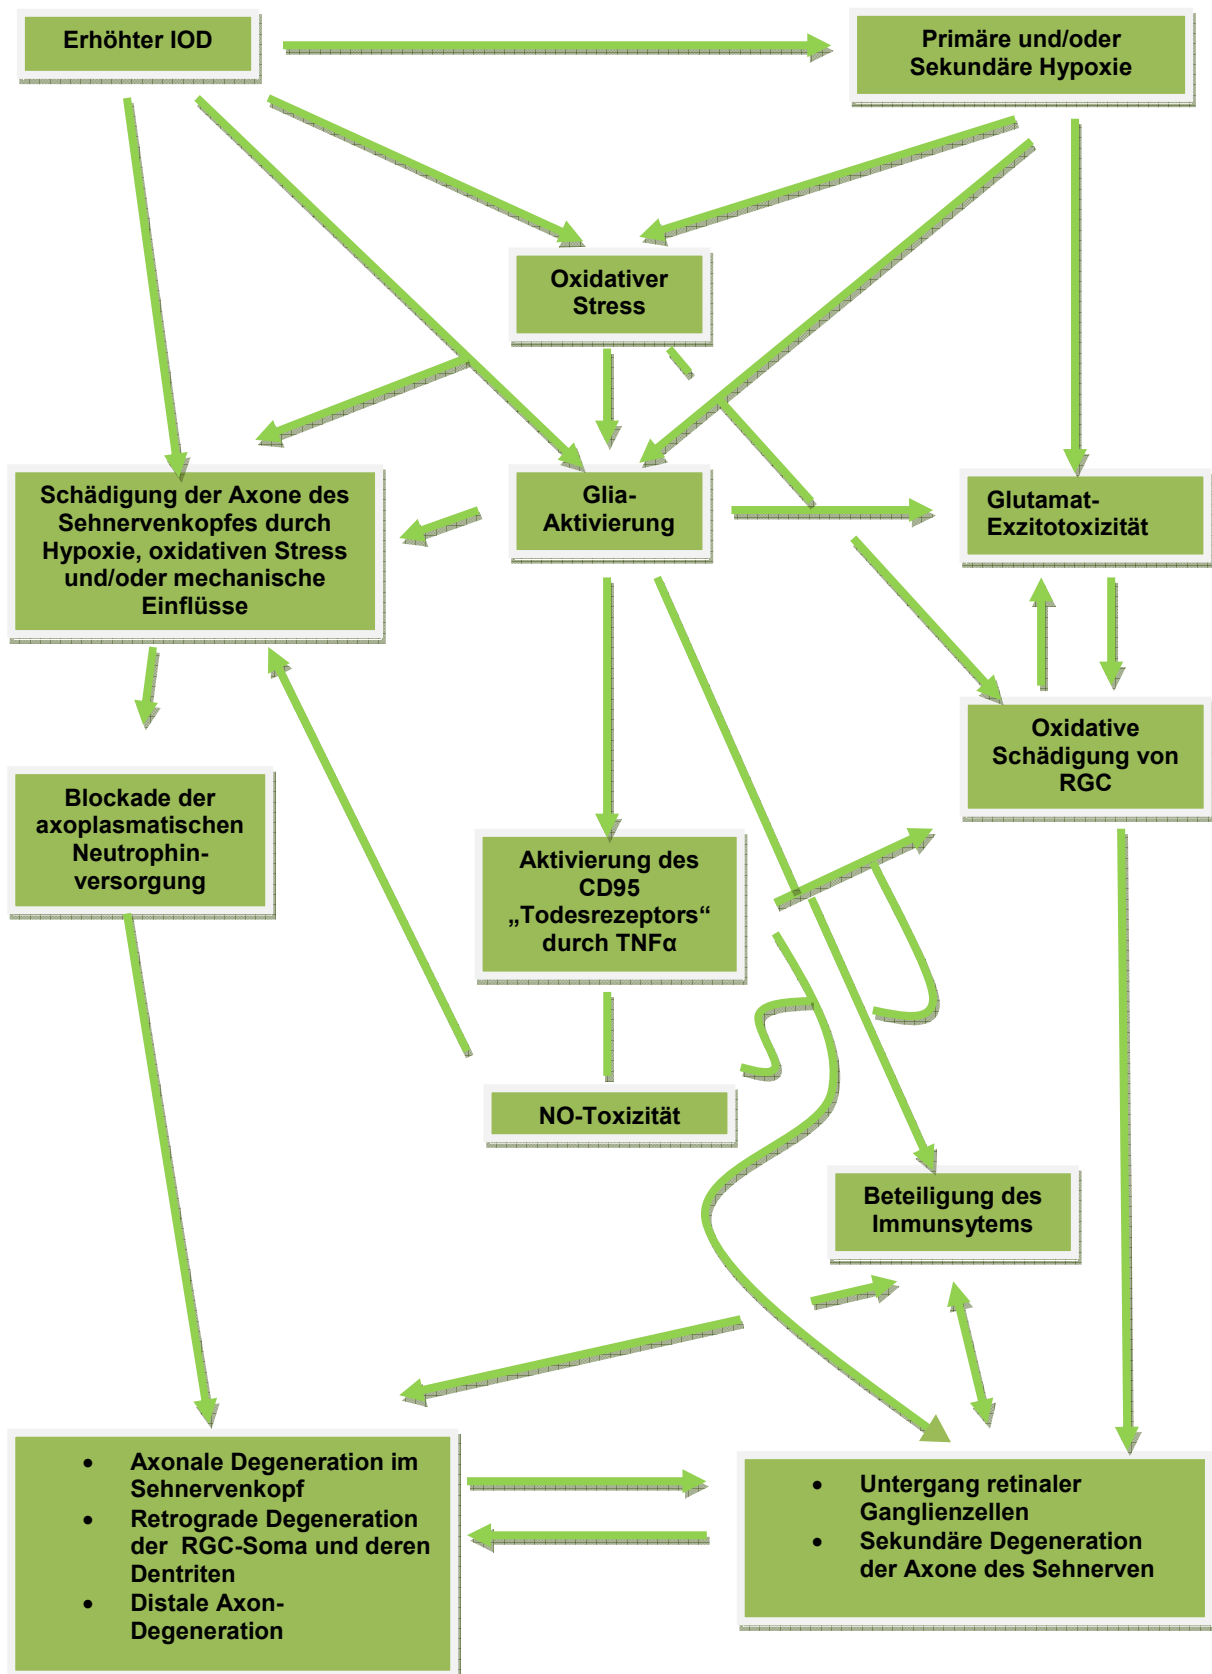 Erhöhter IOD
Primäre und/oder
Sekundäre Hypoxie
Oxidativer
Stress
Schädigung der Axone des
Sehnervenkopfes durch
Hypoxie, oxidativen Stress
und/oder mechanische
Einflüsse
Glia-
Aktivierung
Glutamat-
Exzitotoxizität
Oxidative
Schädigung von
RGC
Blockade der
axoplasmatischen
Neutrophin-
versorgung
Aktivierung des
CD95
„Todesrezeptors“
durch TNFα
NO-Toxizität
Beteiligung des
Immunsytems
• Axonale Degeneration im
Sehnervenkopf
• Retrograde Degeneration
der RGC-Soma und deren
Dentriten
• Distale Axon-
Degeneration
• Untergang retinaler
Ganglienzellen
• Sekundäre Degeneration
der Axone des Sehnerven